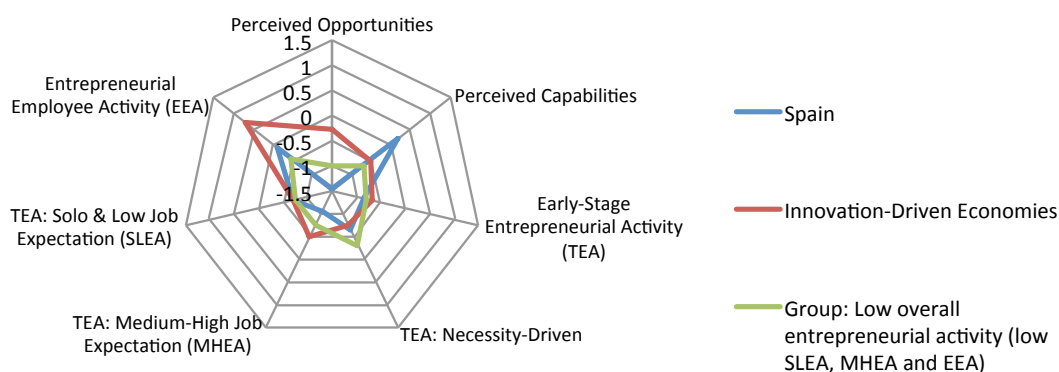 Perceived Opportunities
1.5
1
0.5
0
-0.5
-1
-1.5
Perceived Capabilities
Early-Stage
Entrepreneurial Activity
(TEA)
TEA: Necessity-Driven
TEA: Medium-High Job
Expectation (MHEA)
TEA: Solo & Low Job
Expectation (SLEA)
Entrepreneurial
Employee Activity (EEA)
Spain
Innovation-Driven Economies
Group: Low overall
entrepreneurial activity (low
SLEA, MHEA and EEA)